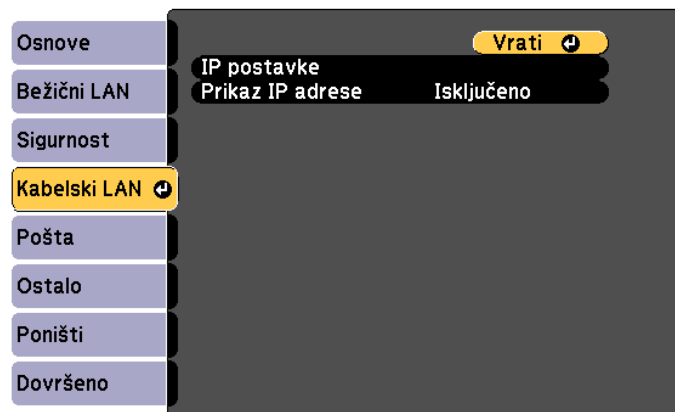 Osnove
Bežični LAN
Sigurnost
Kabelski LAN
Pošta
Ostalo
Poništi
Dovršeno
Vrati
IP postavke
Prikaz IP adrese Isključeno